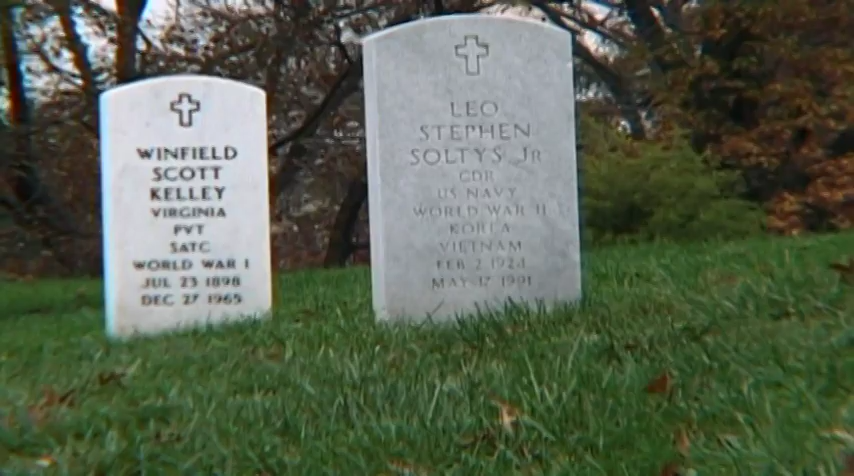 WINFIELD
SCOTT
KELLEY
VIRGINIA
PVT
SATC
WORLD WAR I
JUL 23 1898
DEC 27 1965
LEO
STEPHEN
SOLTYS JR
CDR
US NAVY
WORLD WAR II
KOREA
VIETNAM
FEB 2 1924
MAY 17 1991